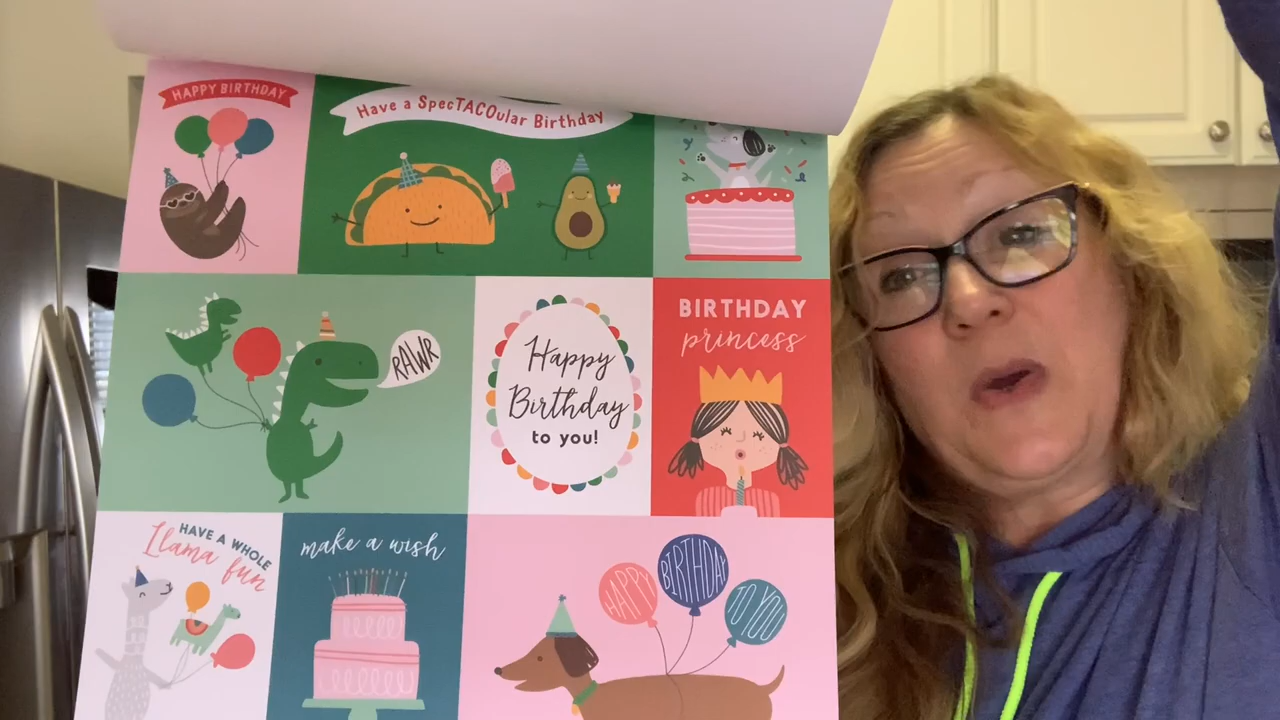 HAPPY BIRTHDAY
Have a SpecTACOular Birthday
RAWR
Happy
Birthday
to you!
BIRTHDAY
princess
HAVE A WHOLE
Llama fun
make a wish
HAPPY
BIRTHDAY
TO YOU